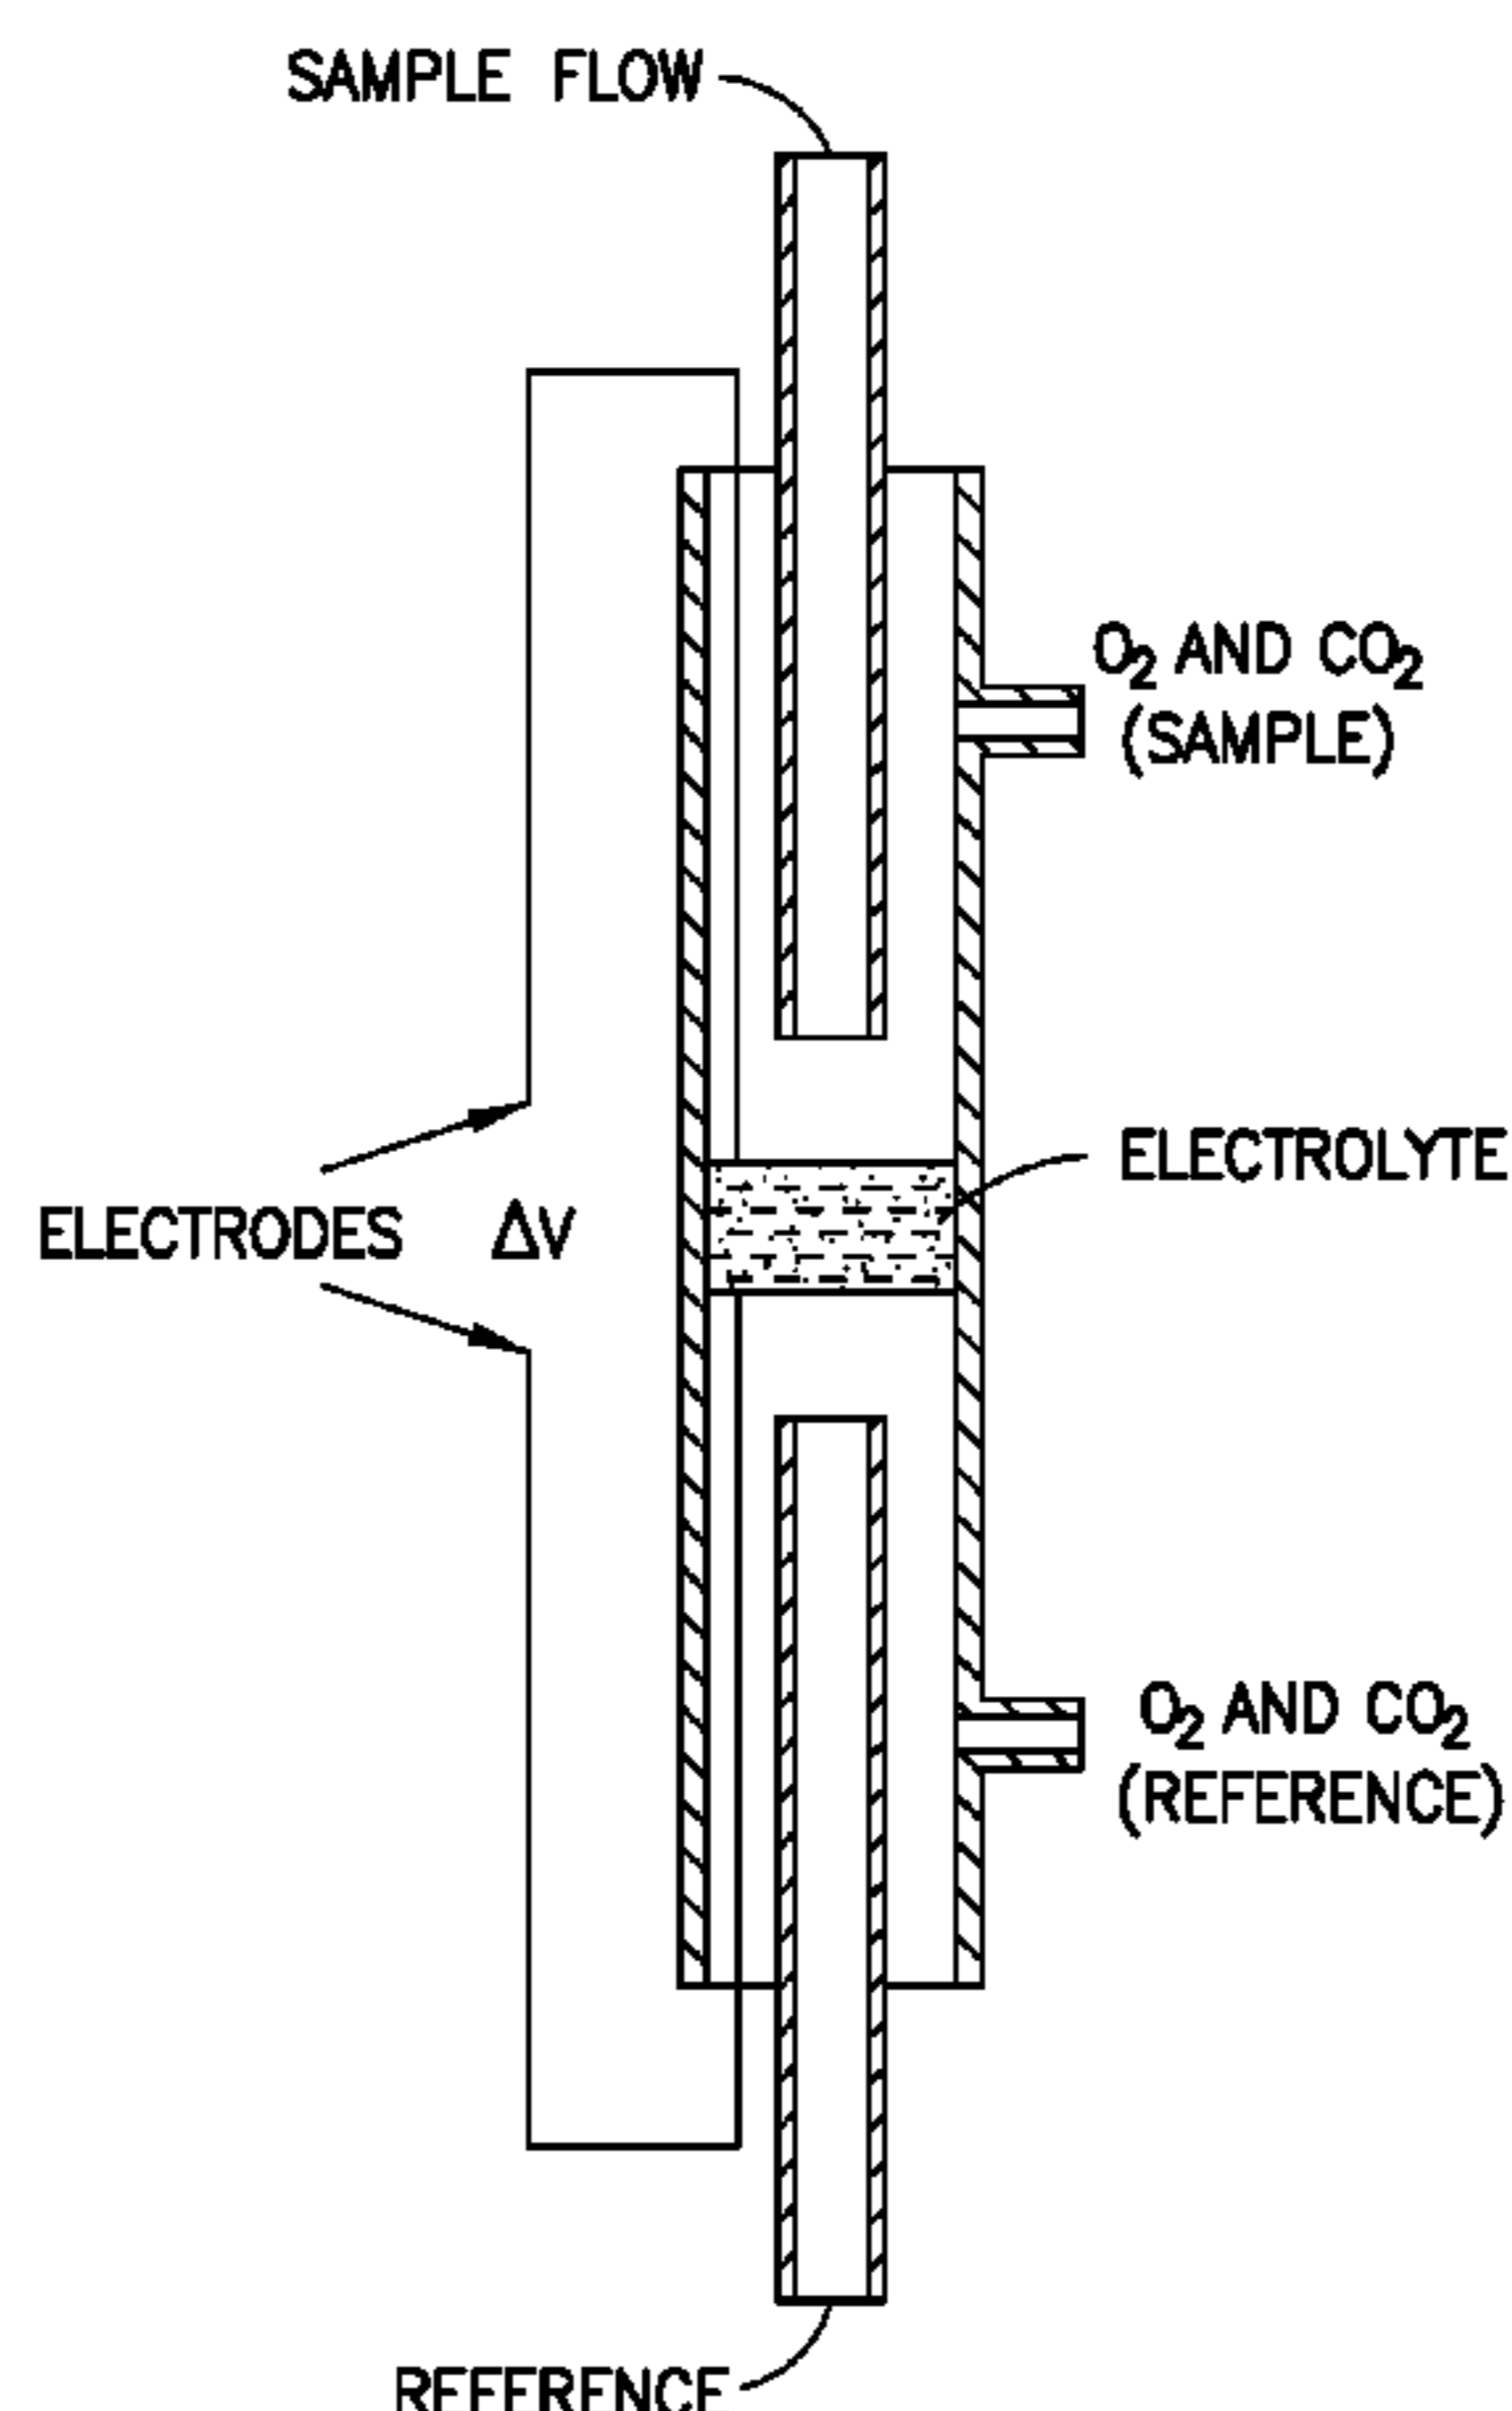 SAMPLE FLOW
O₂ AND CO₂
(SAMPLE)
ELECTROLYTE
ELECTRODES ΔV
O₂ AND CO₂
(REFERENCE)
REFERENCE